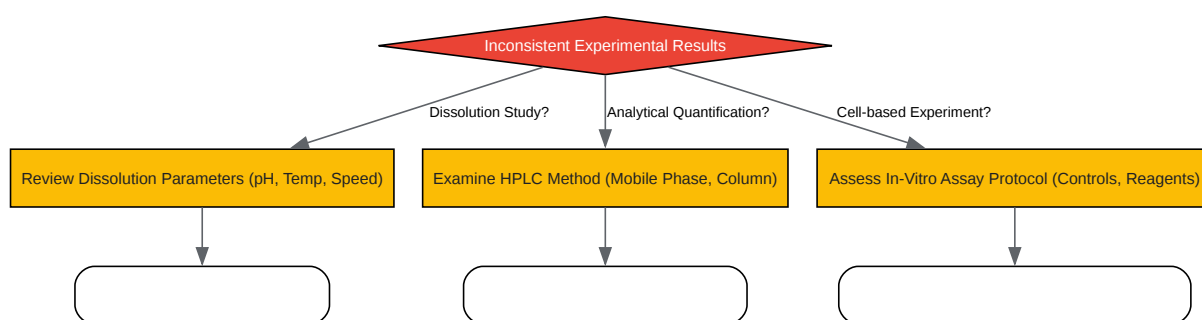 Inconsistent Experimental Results
Dissolution Study?
Analytical Quantification?
Cell-based Experiment?
Review Dissolution Parameters (pH, Temp, Speed)
Examine HPLC Method (Mobile Phase, Column)
Assess In-Vitro Assay Protocol (Controls, Reagents)